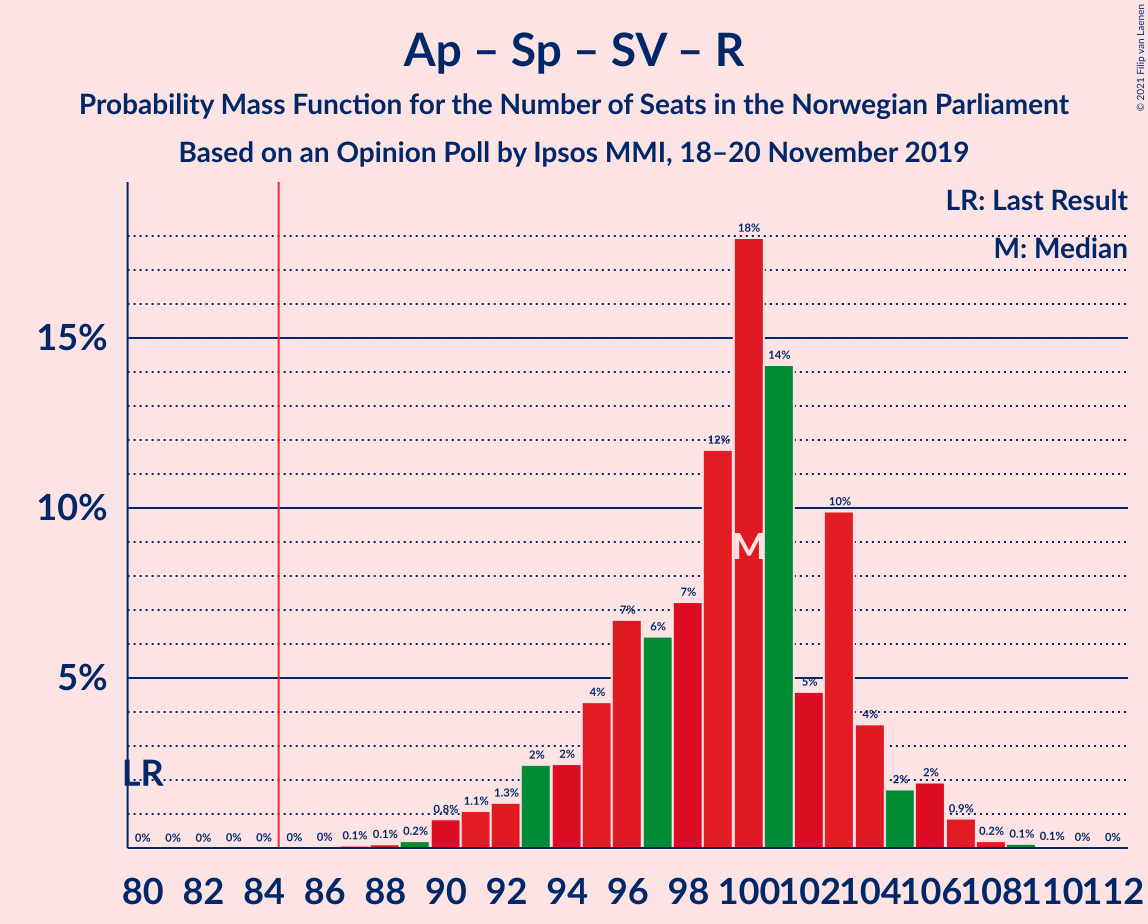 Ap – Sp – SV – R
Probability Mass Function for the Number of Seats in the Norwegian Parliament
Based on an Opinion Poll by Ipsos MMI, 18–20 November 2019
© 2021 Filip van Laenen
LR: Last Result
M: Median
15%
10%
5%
LR
M
0% 0% 0% 0% 0% 0% 0% 0.1% 0.1% 0.2% 0.8% 1.1% 1.3% 2% 2% 4% 7% 6% 7% 12% 18% 14% 5% 10% 4% 2% 2% 0.9% 0.2% 0.1% 0.1% 0% 0%
80 82 84 86 88 90 92 94 96 98 100 102 104 106 108 110 112